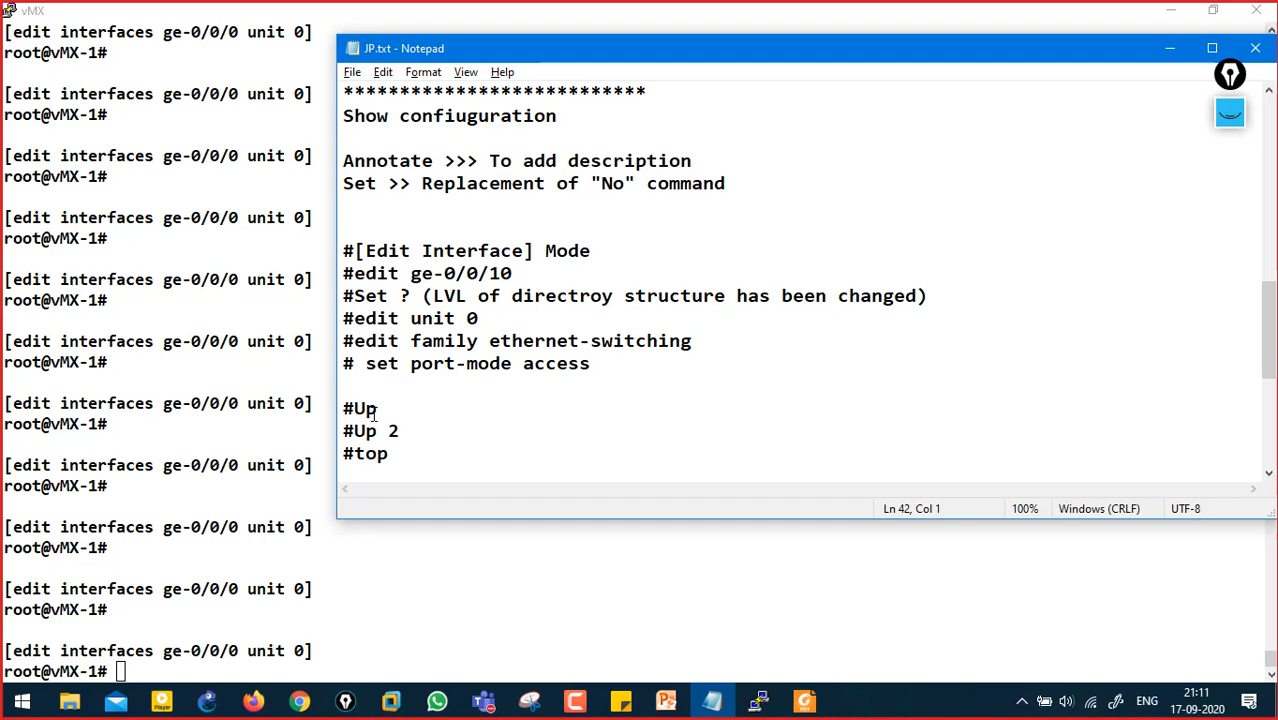 vMX
[edit interfaces ge-0/0/0 unit 0]
root@vMX-1#
[edit interfaces ge-0/0/0 unit 0]
root@vMX-1#
[edit interfaces ge-0/0/0 unit 0]
root@vMX-1#
[edit interfaces ge-0/0/0 unit 0]
root@vMX-1#
[edit interfaces ge-0/0/0 unit 0]
root@vMX-1#
[edit interfaces ge-0/0/0 unit 0]
root@vMX-1#
[edit interfaces ge-0/0/0 unit 0]
root@vMX-1#
[edit interfaces ge-0/0/0 unit 0]
root@vMX-1#
[edit interfaces ge-0/0/0 unit 0]
root@vMX-1#
[edit interfaces ge-0/0/0 unit 0]
root@vMX-1#
[edit interfaces ge-0/0/0 unit 0]
root@vMX-1#
JP.txt - Notepad
File Edit Format View Help
***************************
Show confiuguration
Annotate >>> To add description
Set >> Replacement of "No" command
#[Edit Interface] Mode
#edit ge-0/0/10
#Set ? (LVL of directroy structure has been changed)
#edit unit 0
#edit family ethernet-switching
# set port-mode access
#Up
#Up 2
#top
Ln 42, Col 1 100% Windows (CRLF) UTF-8
ENG
21:11
17-09-2020